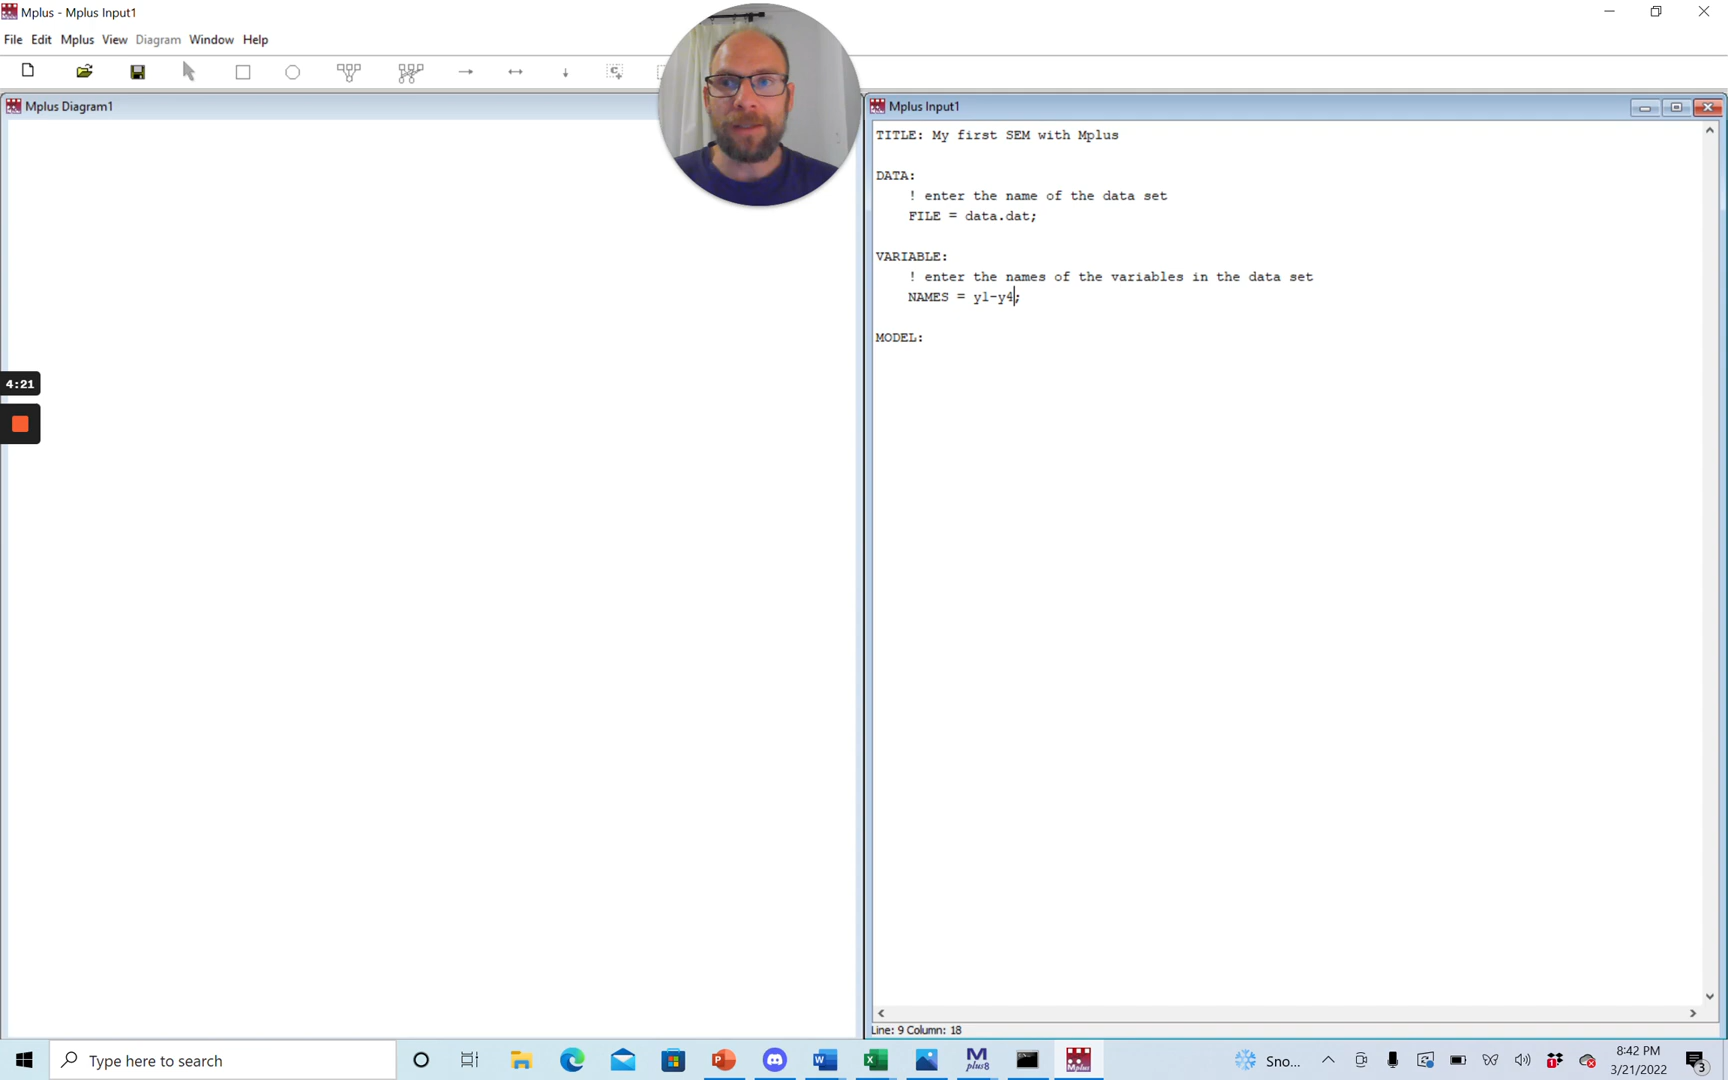 Mplus - Mplus Input1
File Edit Mplus View Diagram Window Help
Mplus Diagram1
Mplus Input1
TITLE: My first SEM with Mplus
DATA:
! enter the name of the data set
FILE = data.dat;
VARIABLE:
! enter the names of the variables in the data set
NAMES = y1-y4;
MODEL:
4:21
Line: 9 Column: 18
Type here to search
Sno...
8:42 PM
3/21/2022
3